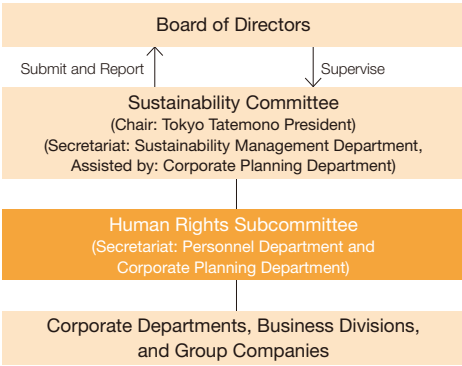 Board of Directors
Submit and Report
Supervise
Sustainability Committee
(Chair: Tokyo Tatemono President)
(Secretariat: Sustainability Management Department,
Assisted by: Corporate Planning Department)
Human Rights Subcommittee
(Secretariat: Personnel Department and
Corporate Planning Department)
Corporate Departments, Business Divisions,
and Group Companies